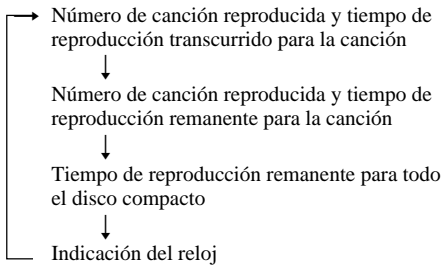 Número de canción reproducida y tiempo de
reproducción transcurrido para la canción
Número de canción reproducida y tiempo de
reproducción remanente para la canción
Tiempo de reproducción remanente para todo
el disco compacto
Indicación del reloj